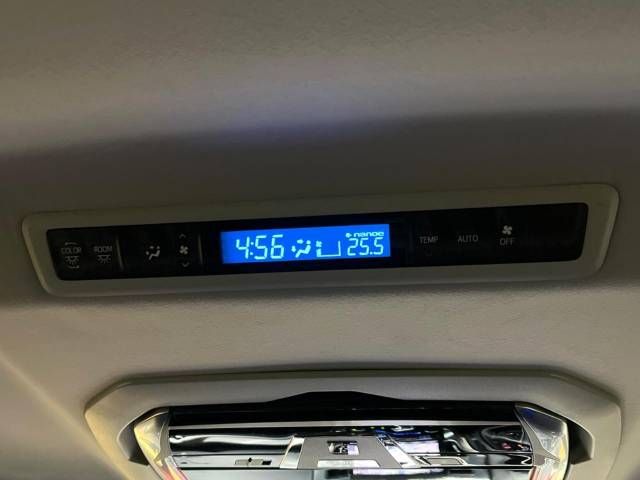 COLOR
ROOM
4:56
nanoe
25.5
TEMP
AUTO
OFF